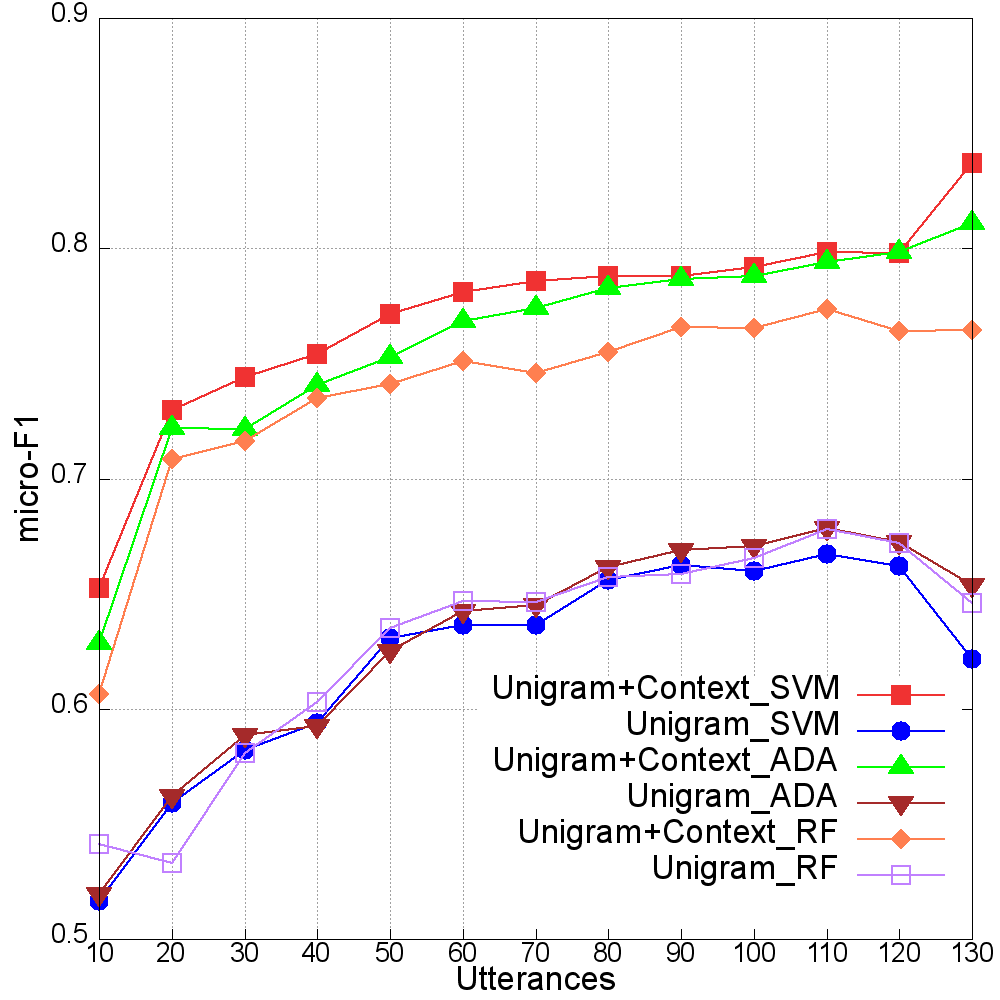 0.9
0.8
0.7
0.6
0.5
micro-F1
Unigram+Context_SVM
Unigram_SVM
Unigram+Context_ADA
Unigram_ADA
Unigram+Context_RF
Unigram_RF
10 20 30 40 50 60 70 80 90 100 110 120 130
Utterances